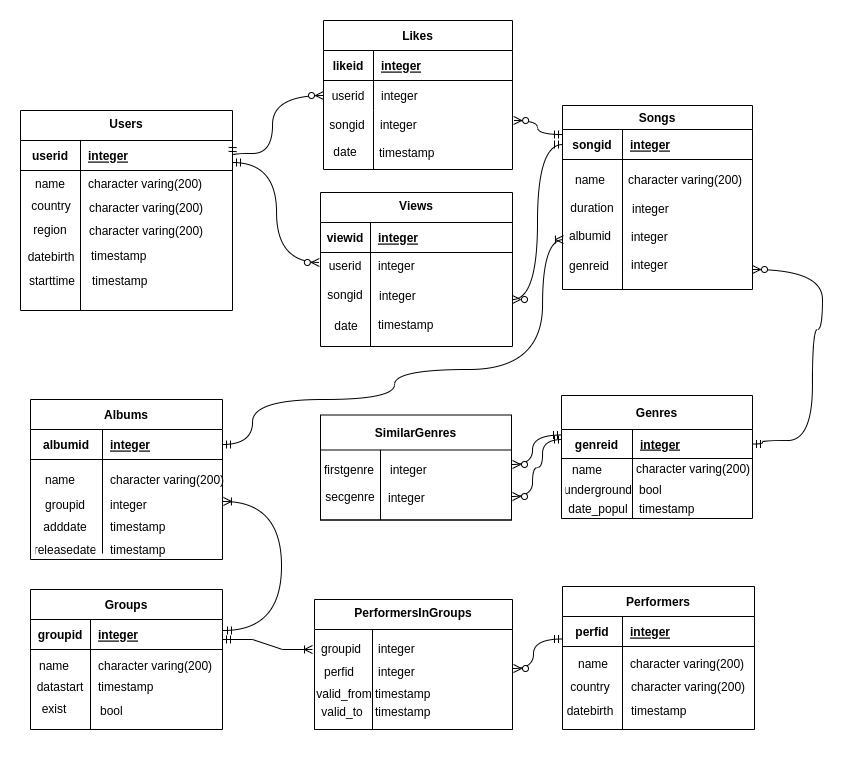 Likes
likeid integer
userid integer
songid integer
date timestamp
Users
userid integer
name character varing(200)
country character varing(200)
region character varing(200)
datebirth timestamp
starttime timestamp
Songs
songid integer
name character varing(200)
duration integer
albumid integer
genreid integer
Views
viewid integer
userid integer
songid integer
date timestamp
Albums
albumid integer
name character varing(200)
groupid integer
adddate timestamp
releasedate timestamp
SimilarGenres
firstgenre integer
secgenre integer
Genres
genreid integer
name character varing(200)
underground bool
date_popul timestamp
Groups
groupid integer
name character varing(200)
datastart timestamp
exist bool
PerformersInGroups
groupid integer
perfid integer
valid_from timestamp
valid_to timestamp
Performers
perfid integer
name character varing(200)
country character varing(200)
datebirth timestamp